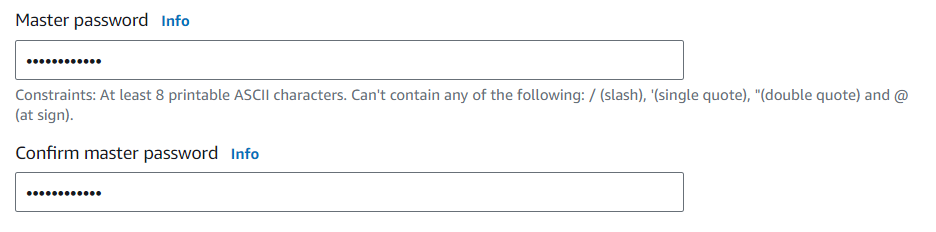 Master password Info
••••••••••••
Constraints: At least 8 printable ASCII characters. Can't contain any of the following: / (slash), '(single quote), "(double quote) and @
(at sign).
Confirm master password Info
••••••••••••